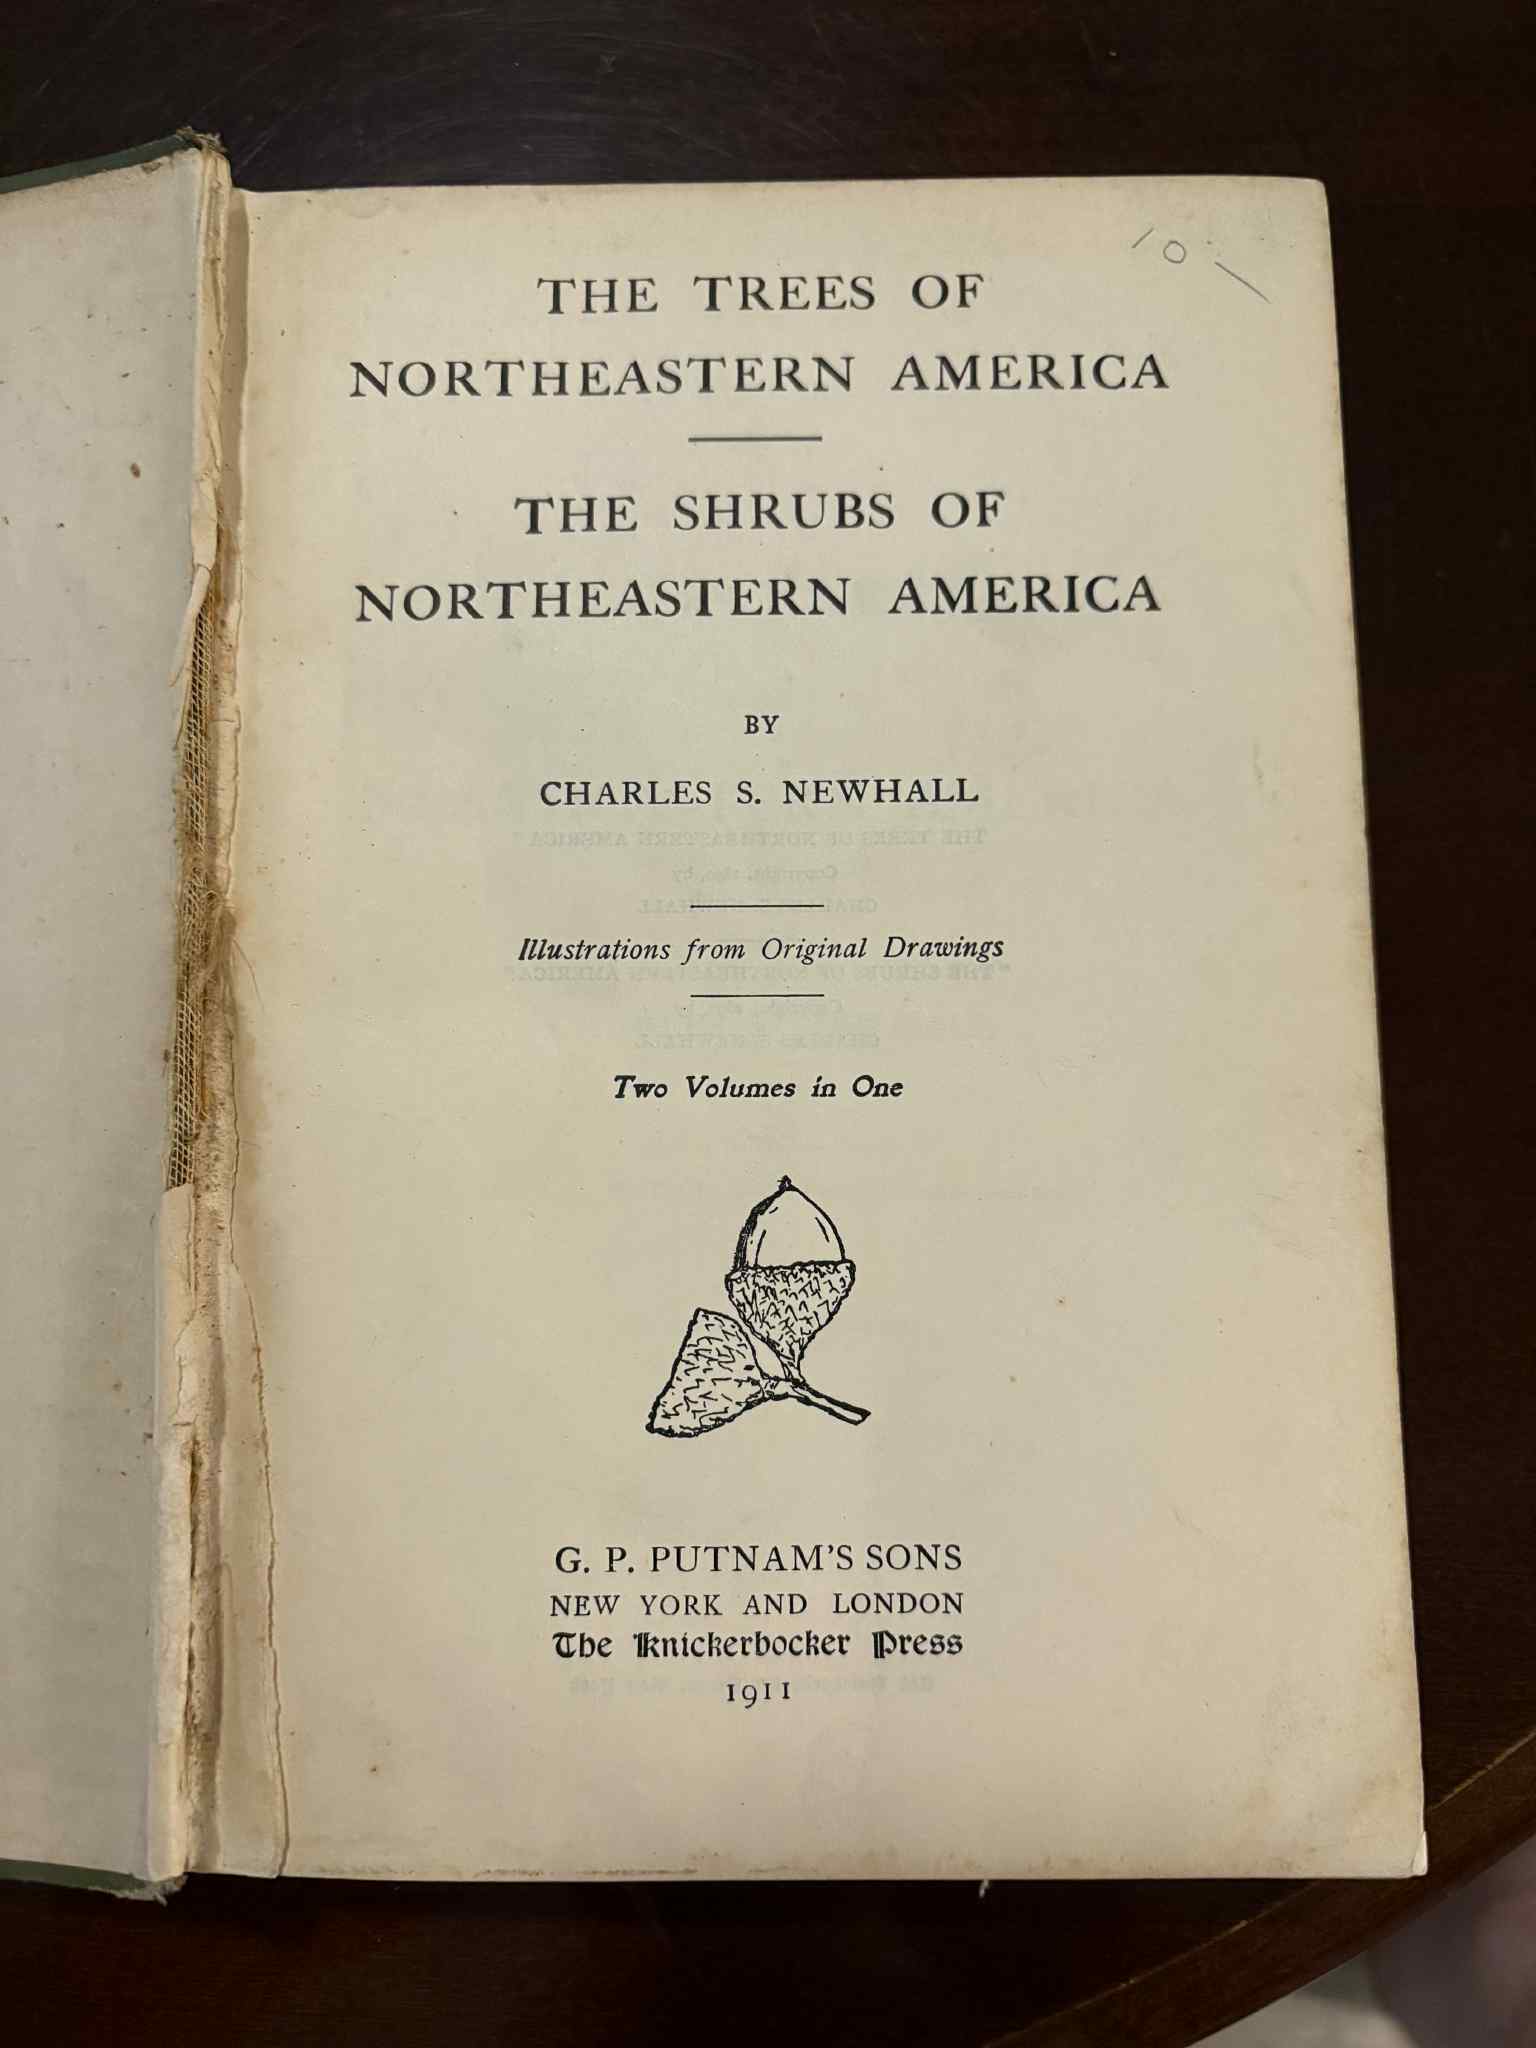 10
THE TREES OF
NORTHEASTERN AMERICA
THE SHRUBS OF
NORTHEASTERN AMERICA
BY
CHARLES S. NEWHALL
Illustrations from Original Drawings
Two Volumes in One
G. P. PUTNAM'S SONS
NEW YORK AND LONDON
The Knickerbocker Press
1911